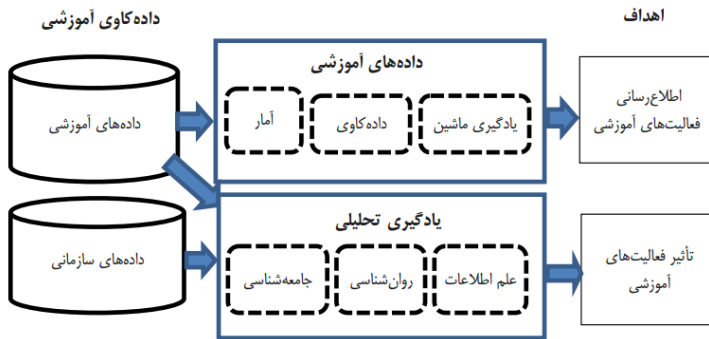 اهداف
داده‌کاوی آموزشی
داده‌های آموزشی
یادگیری ماشین
داده‌کاوی
آمار
داده‌های آموزشی
اطلاع‌رسانی
فعالیت‌های آموزشی
یادگیری تحلیلی
علم اطلاعات
روان‌شناسی
جامعه‌شناسی
داده‌های سازمانی
تأثیر فعالیت‌های
آموزشی